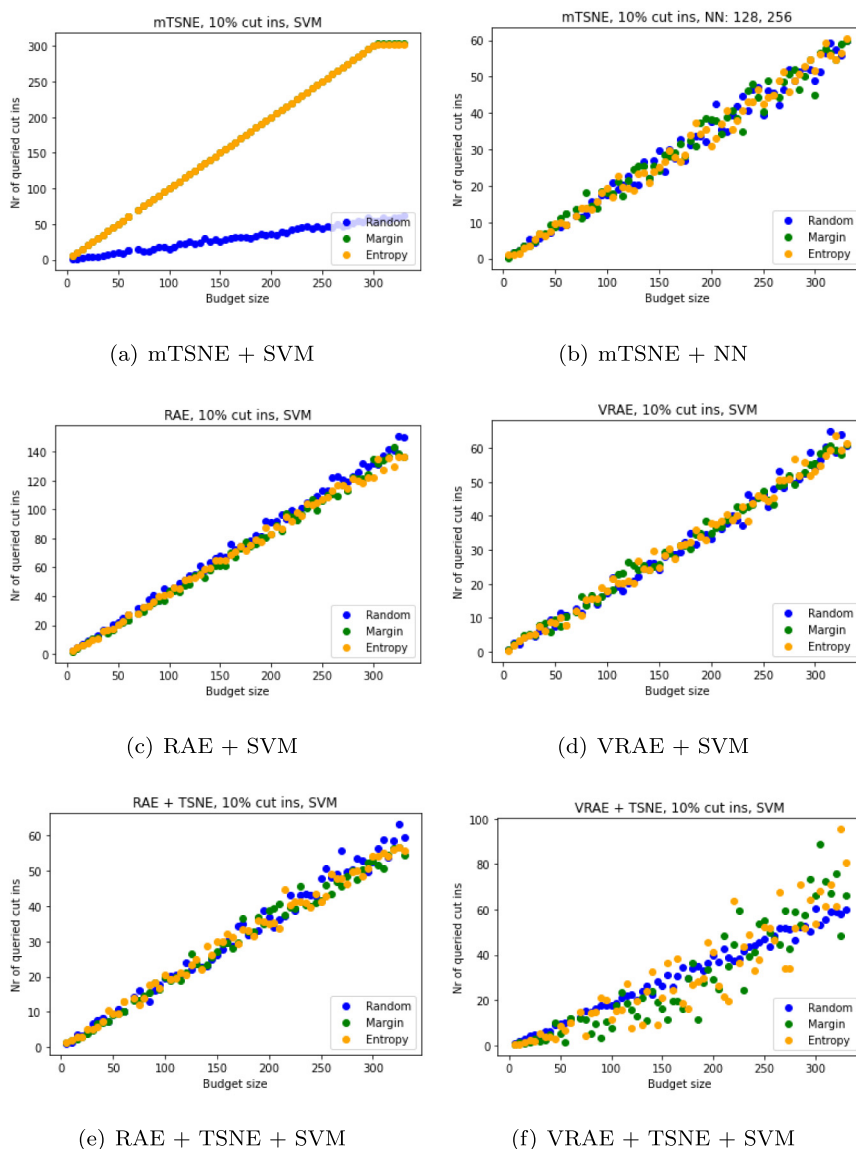 mTSNE, 10% cut ins, SVM
300
250
200
150
100
50
0
Nr of queried cut ins
Random
Margin
Entropy
0 50 100 150 200 250 300
Budget size
(a) mTSNE + SVM
mTSNE, 10% cut ins, NN: 128, 256
60
50
40
30
20
10
0
Nr of queried cut ins
Random
Margin
Entropy
0 50 100 150 200 250 300
Budget size
(b) mTSNE + NN
RAE, 10% cut ins, SVM
140
120
100
80
60
40
20
0
Nr of queried cut ins
Random
Margin
Entropy
0 50 100 150 200 250 300
Budget size
(c) RAE + SVM
VRAE, 10% cut ins, SVM
60
50
40
30
20
10
0
Nr of queried cut ins
Random
Margin
Entropy
0 50 100 150 200 250 300
Budget size
(d) VRAE + SVM
RAE + TSNE, 10% cut ins, SVM
60
50
40
30
20
10
0
Nr of queried cut ins
Random
Margin
Entropy
0 50 100 150 200 250 300
Budget size
(e) RAE + TSNE + SVM
VRAE + TSNE, 10% cut ins, SVM
100
80
60
40
20
0
Nr of queried cut ins
Random
Margin
Entropy
0 50 100 150 200 250 300
Budget size
(f) VRAE + TSNE + SVM